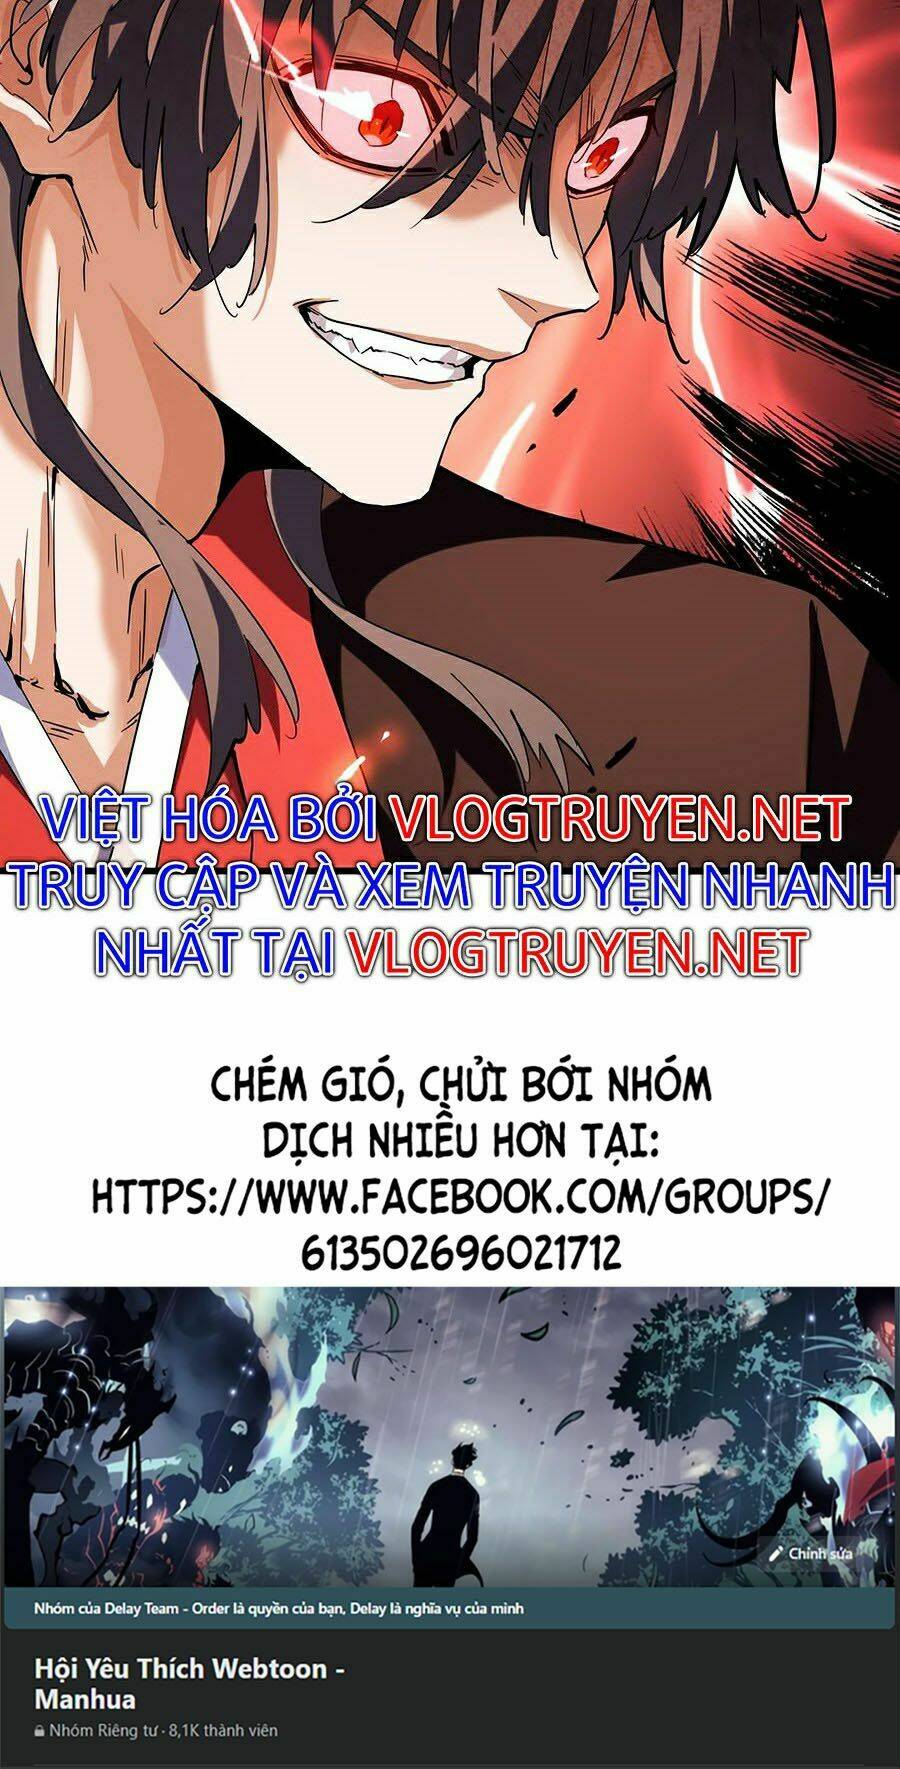 VIỆT HÓA BỞI VLOGTRUYEN.NET
TRUY CẬP VÀ XEM TRUYỆN NHANH
NHẤT TẠI VLOGTRUYEN.NET
CHÉM GIÓ, CHỬI BỚI NHÓM
DỊCH NHIỀU HƠN TẠI:
HTTPS://WWW.FACEBOOK.COM/GROUPS/
613502696021712
Chỉnh sửa
Nhóm của Delay Team - Order là quyền của bạn, Delay là nghĩa vụ của mình
Hội Yêu Thích Webtoon -
Manhua
Nhóm Riêng tư · 8,1K thành viên